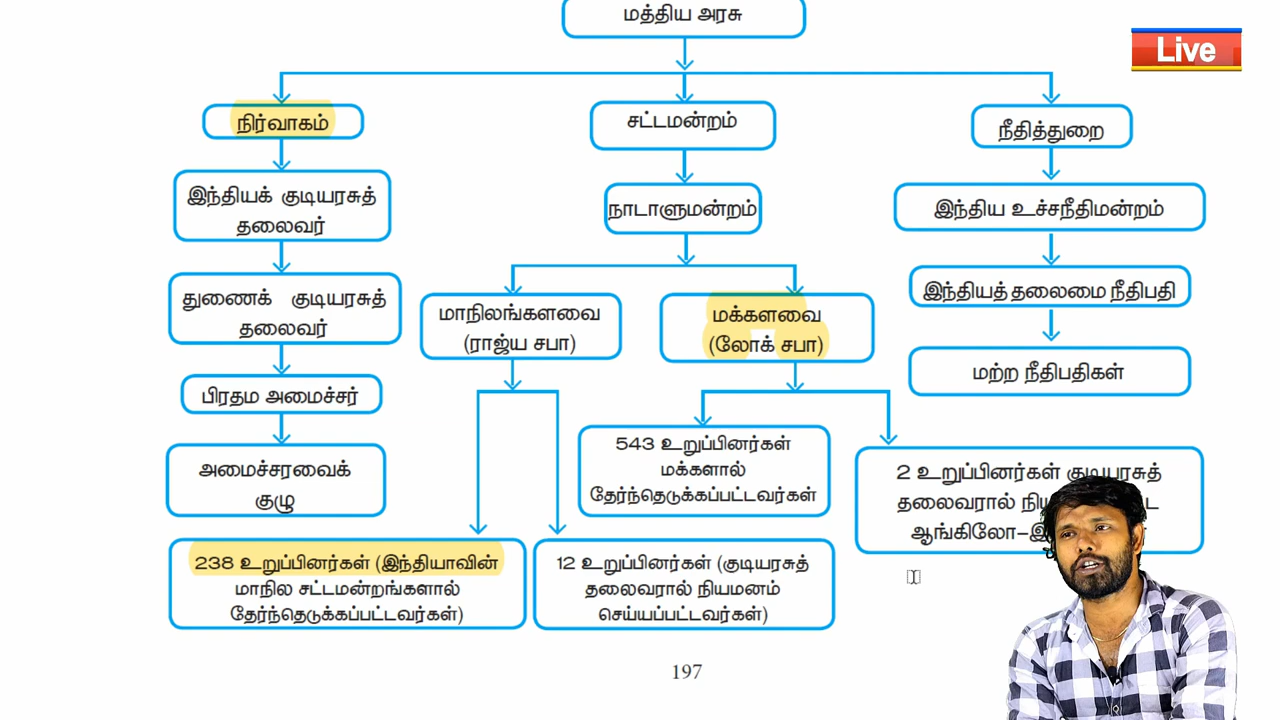 மத்திய அரசு
Live
நிர்வாகம்
சட்டமன்றம்
நீதித்துறை
இந்தியக் குடியரசுத்
தலைவர்
நாடாளுமன்றம்
இந்திய உச்சநீதிமன்றம்
துணைக் குடியரசுத்
தலைவர்
மாநிலங்களவை
(ராஜ்ய சபா)
மக்களவை
(லோக் சபா)
இந்தியத் தலைமை நீதிபதி
பிரதம அமைச்சர்
மற்ற நீதிபதிகள்
அமைச்சரவைக்
குழு
543 உறுப்பினர்கள்
மக்களால்
தேர்ந்தெடுக்கப்பட்டவர்கள்
2 உறுப்பினர்கள் குடியரசுத்
தலைவரால்
ஆங்கிலோ–
238 உறுப்பினர்கள் (இந்தியாவின்
மாநில சட்டமன்றங்களால்
தேர்ந்தெடுக்கப்பட்டவர்கள்)
12 உறுப்பினர்கள் (குடியரசுத்
தலைவரால் நியமனம்
செய்யப்பட்டவர்கள்)
197